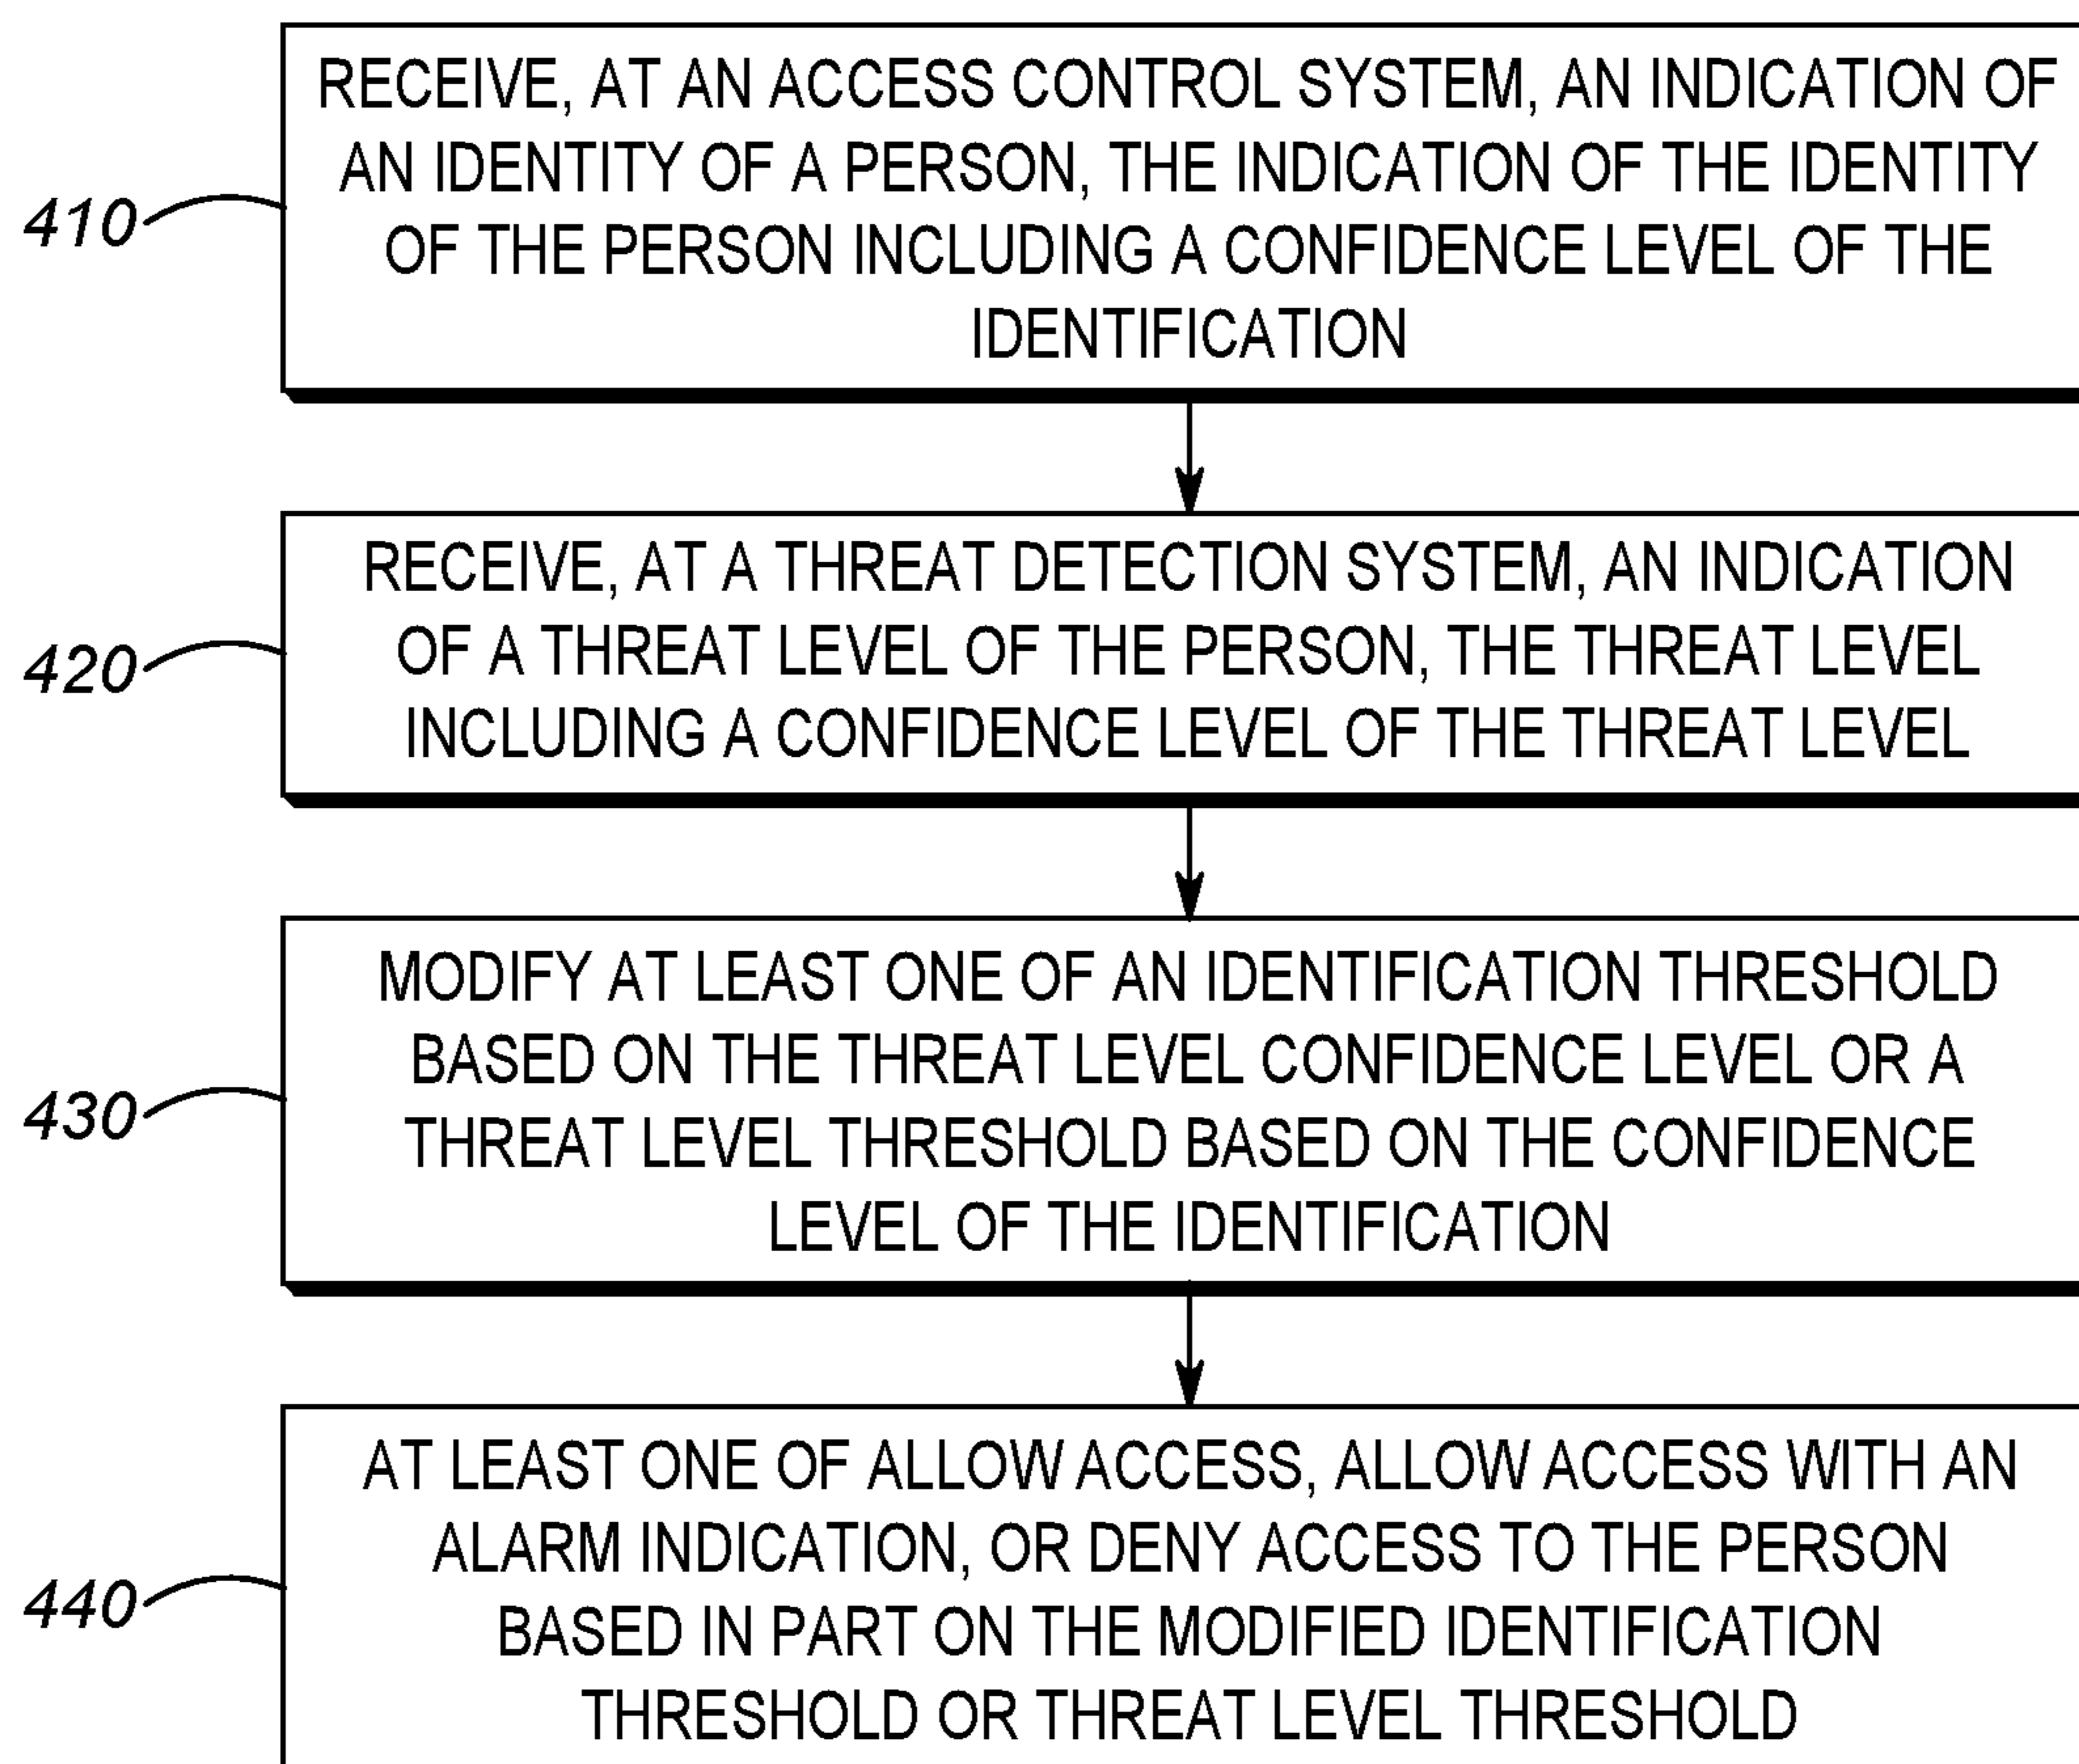 RECEIVE, AT AN ACCESS CONTROL SYSTEM, AN INDICATION OF
AN IDENTITY OF A PERSON, THE INDICATION OF THE IDENTITY
OF THE PERSON INCLUDING A CONFIDENCE LEVEL OF THE
IDENTIFICATION
410
RECEIVE, AT A THREAT DETECTION SYSTEM, AN INDICATION
OF A THREAT LEVEL OF THE PERSON, THE THREAT LEVEL
INCLUDING A CONFIDENCE LEVEL OF THE THREAT LEVEL
420
MODIFY AT LEAST ONE OF AN IDENTIFICATION THRESHOLD
BASED ON THE THREAT LEVEL CONFIDENCE LEVEL OR A
THREAT LEVEL THRESHOLD BASED ON THE CONFIDENCE
LEVEL OF THE IDENTIFICATION
430
AT LEAST ONE OF ALLOW ACCESS, ALLOW ACCESS WITH AN
ALARM INDICATION, OR DENY ACCESS TO THE PERSON
BASED IN PART ON THE MODIFIED IDENTIFICATION
THRESHOLD OR THREAT LEVEL THRESHOLD
440